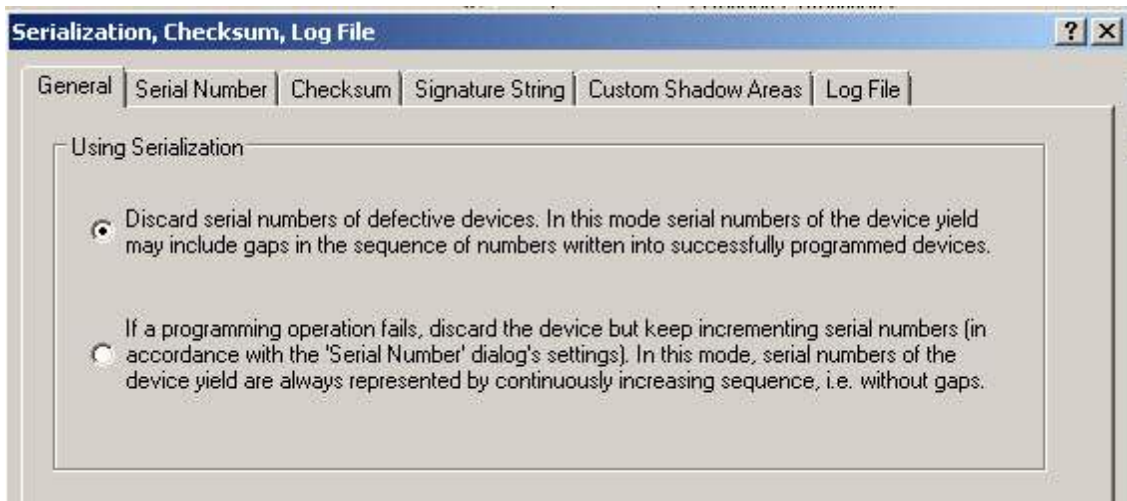 Serialization, Checksum, Log File
General Serial Number Checksum Signature String Custom Shadow Areas Log File
Using Serialization
Discard serial numbers of defective devices. In this mode serial numbers of the device yield
may include gaps in the sequence of numbers written into successfully programmed devices.
If a programming operation fails, discard the device but keep incrementing serial numbers (in
accordance with the 'Serial Number' dialog's settings). In this mode, serial numbers of the
device yield are always represented by continuously increasing sequence, i.e. without gaps.